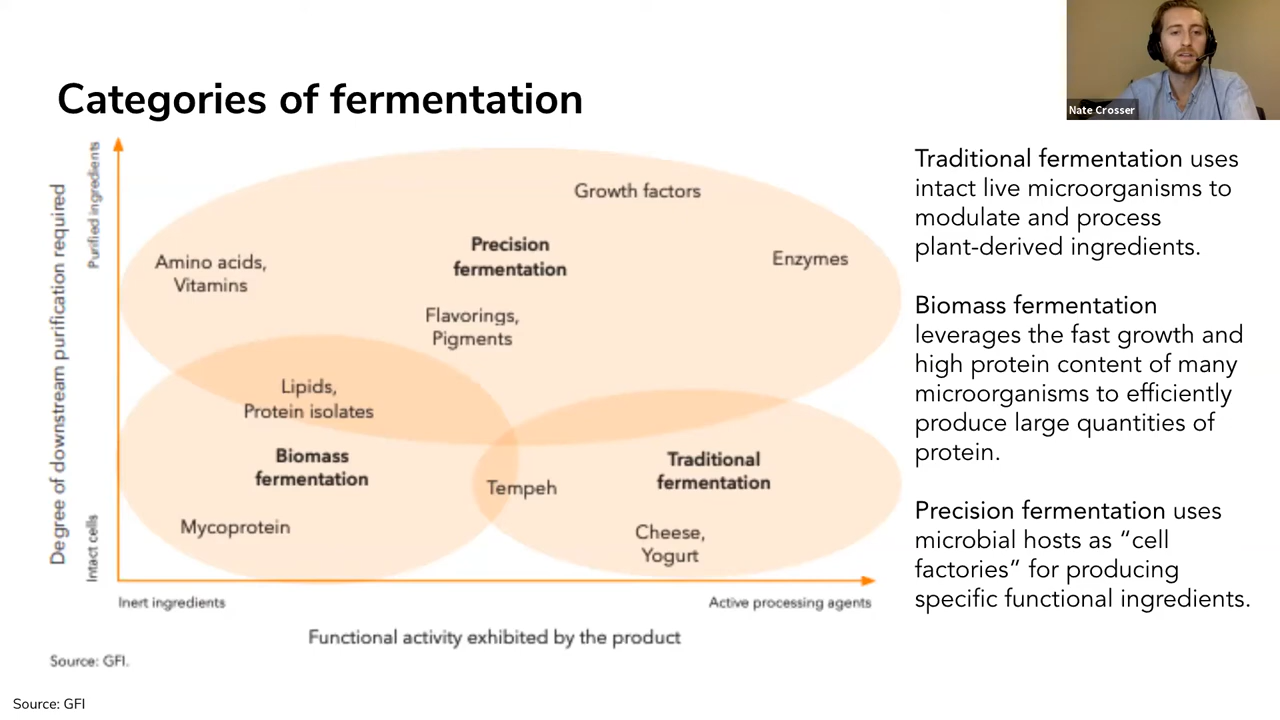 Categories of fermentation
Nate Crosser
Degree of downstream purification required
Purified ingredients
Intact cells
Growth factors
Precision
fermentation
Amino acids,
Vitamins
Enzymes
Flavorings,
Pigments
Lipids,
Protein isolates
Biomass
fermentation
Traditional
fermentation
Tempeh
Mycoprotein
Cheese,
Yogurt
Inert ingredients
Active processing agents
Functional activity exhibited by the product
Source: GFI.
Source: GFI
Traditional fermentation uses
intact live microorganisms to
modulate and process
plant-derived ingredients.
Biomass fermentation
leverages the fast growth and
high protein content of many
microorganisms to efficiently
produce large quantities of
protein.
Precision fermentation uses
microbial hosts as “cell
factories” for producing
specific functional ingredients.